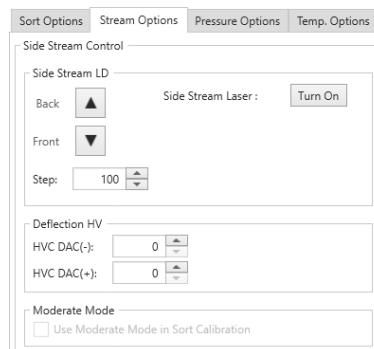 Sort Options Stream Options Pressure Options Temp. Options
Side Stream Control
Side Stream LD
Back Side Stream Laser : Turn On
Front
Step: 100
Deflection HV
HVC DAC(-): 0
HVC DAC(+): 0
Moderate Mode
Use Moderate Mode in Sort Calibration